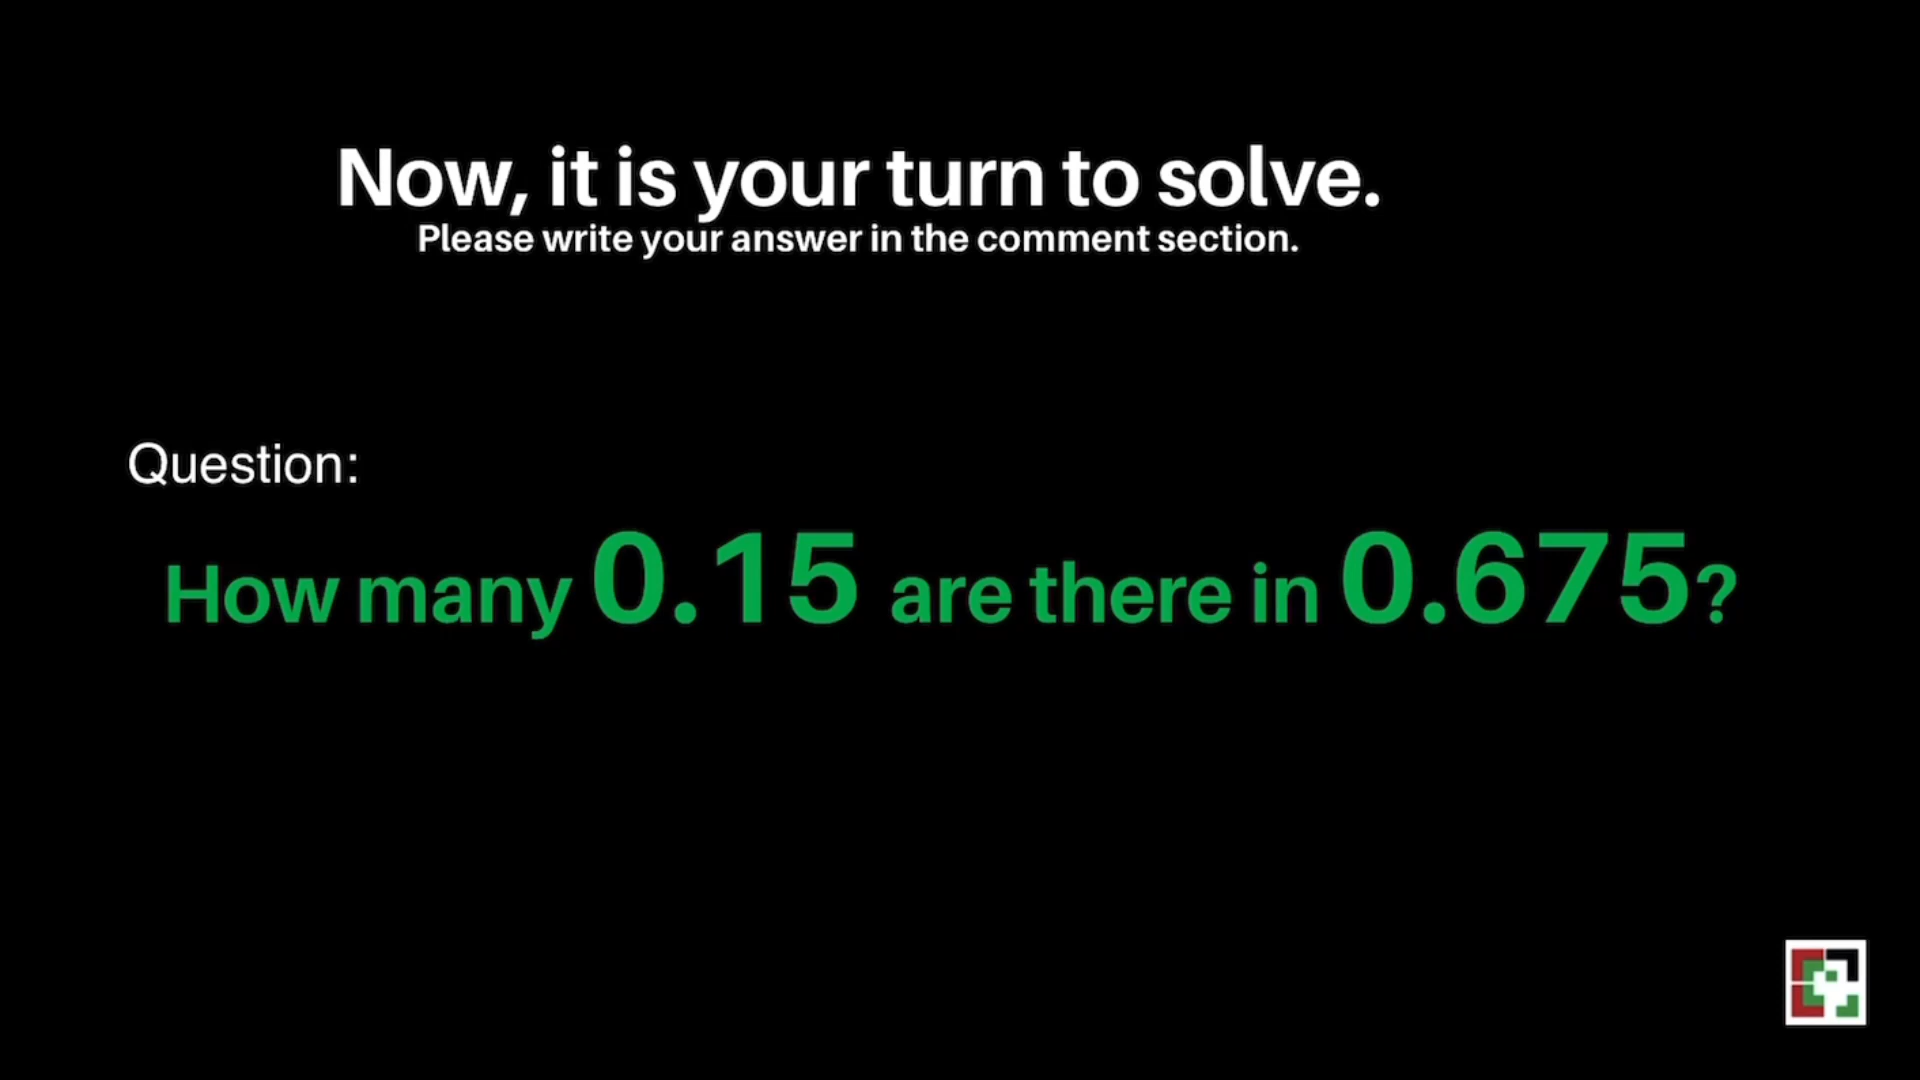 Now, it is your turn to solve.
Please write your answer in the comment section.
Question:
How many 0.15 are there in 0.675?